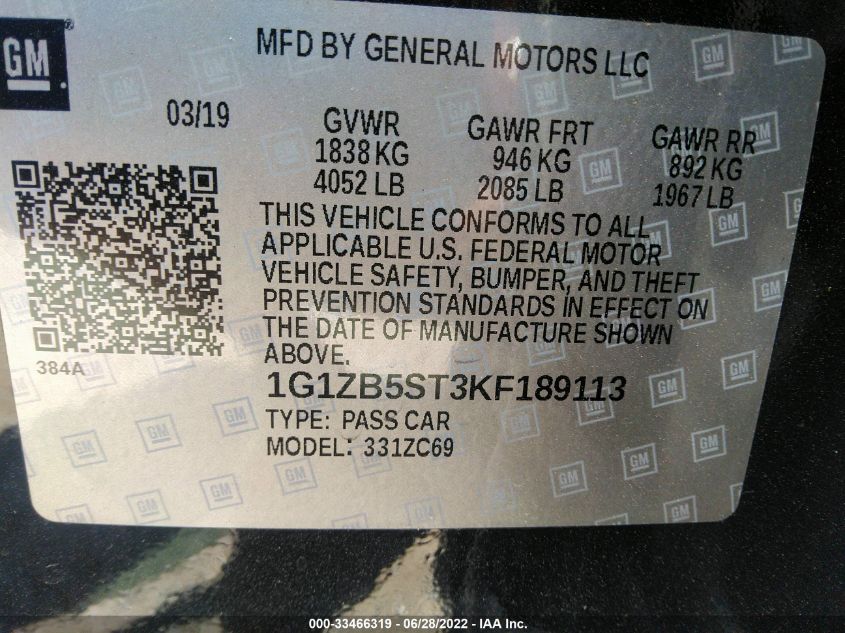 GM
MFD BY GENERAL MOTORS LLC
03/19
GVWR
1838 KG
4052 LB
GAWR FRT
946 KG
2085 LB
GAWR RR
892 KG
1967 LB
THIS VEHICLE CONFORMS TO ALL
APPLICABLE U.S. FEDERAL MOTOR
VEHICLE SAFETY, BUMPER, AND THEFT
PREVENTION STANDARDS IN EFFECT ON
THE DATE OF MANUFACTURE SHOWN
ABOVE.
384A
1G1ZB5ST3KF189113
TYPE: PASS CAR
MODEL: 331ZC69
000-33466319 / 06/28/2022 / IAA Inc.